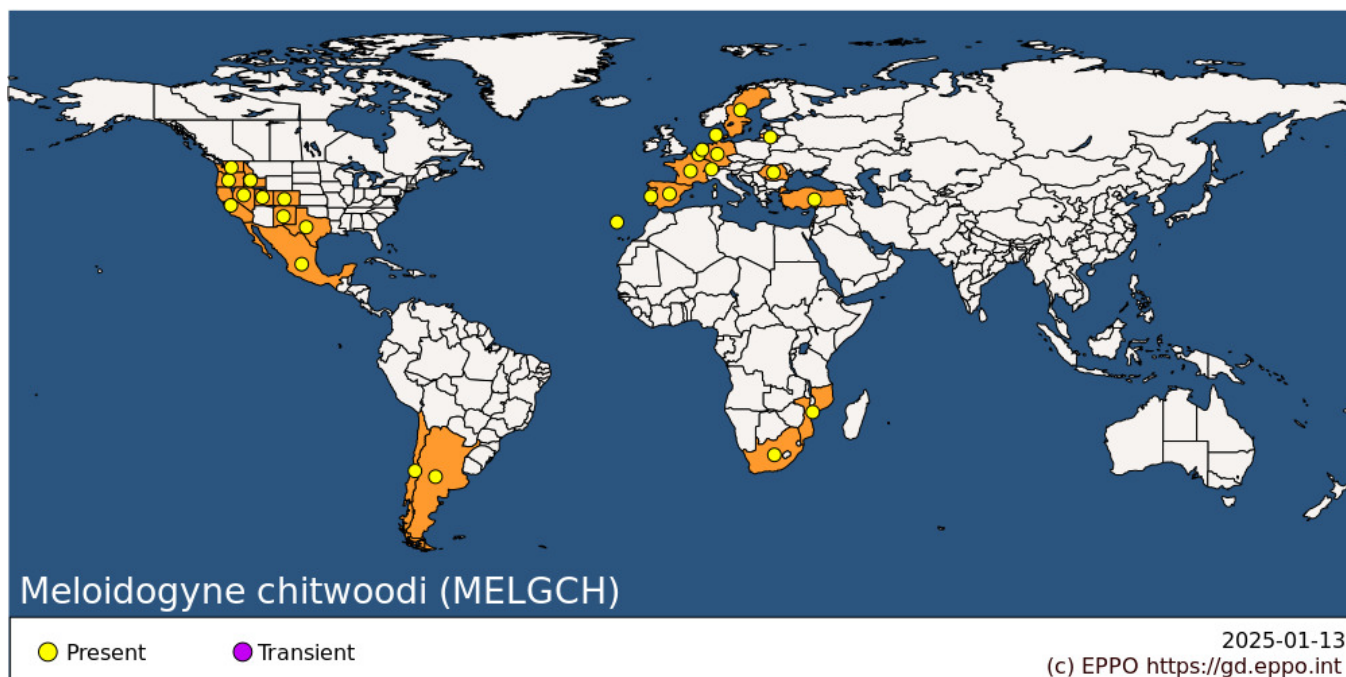 Meloidogyne chitwoodi (MELGCH)
Present
Transient
2025-01-13
(c) EPPO https://gd.eppo.int